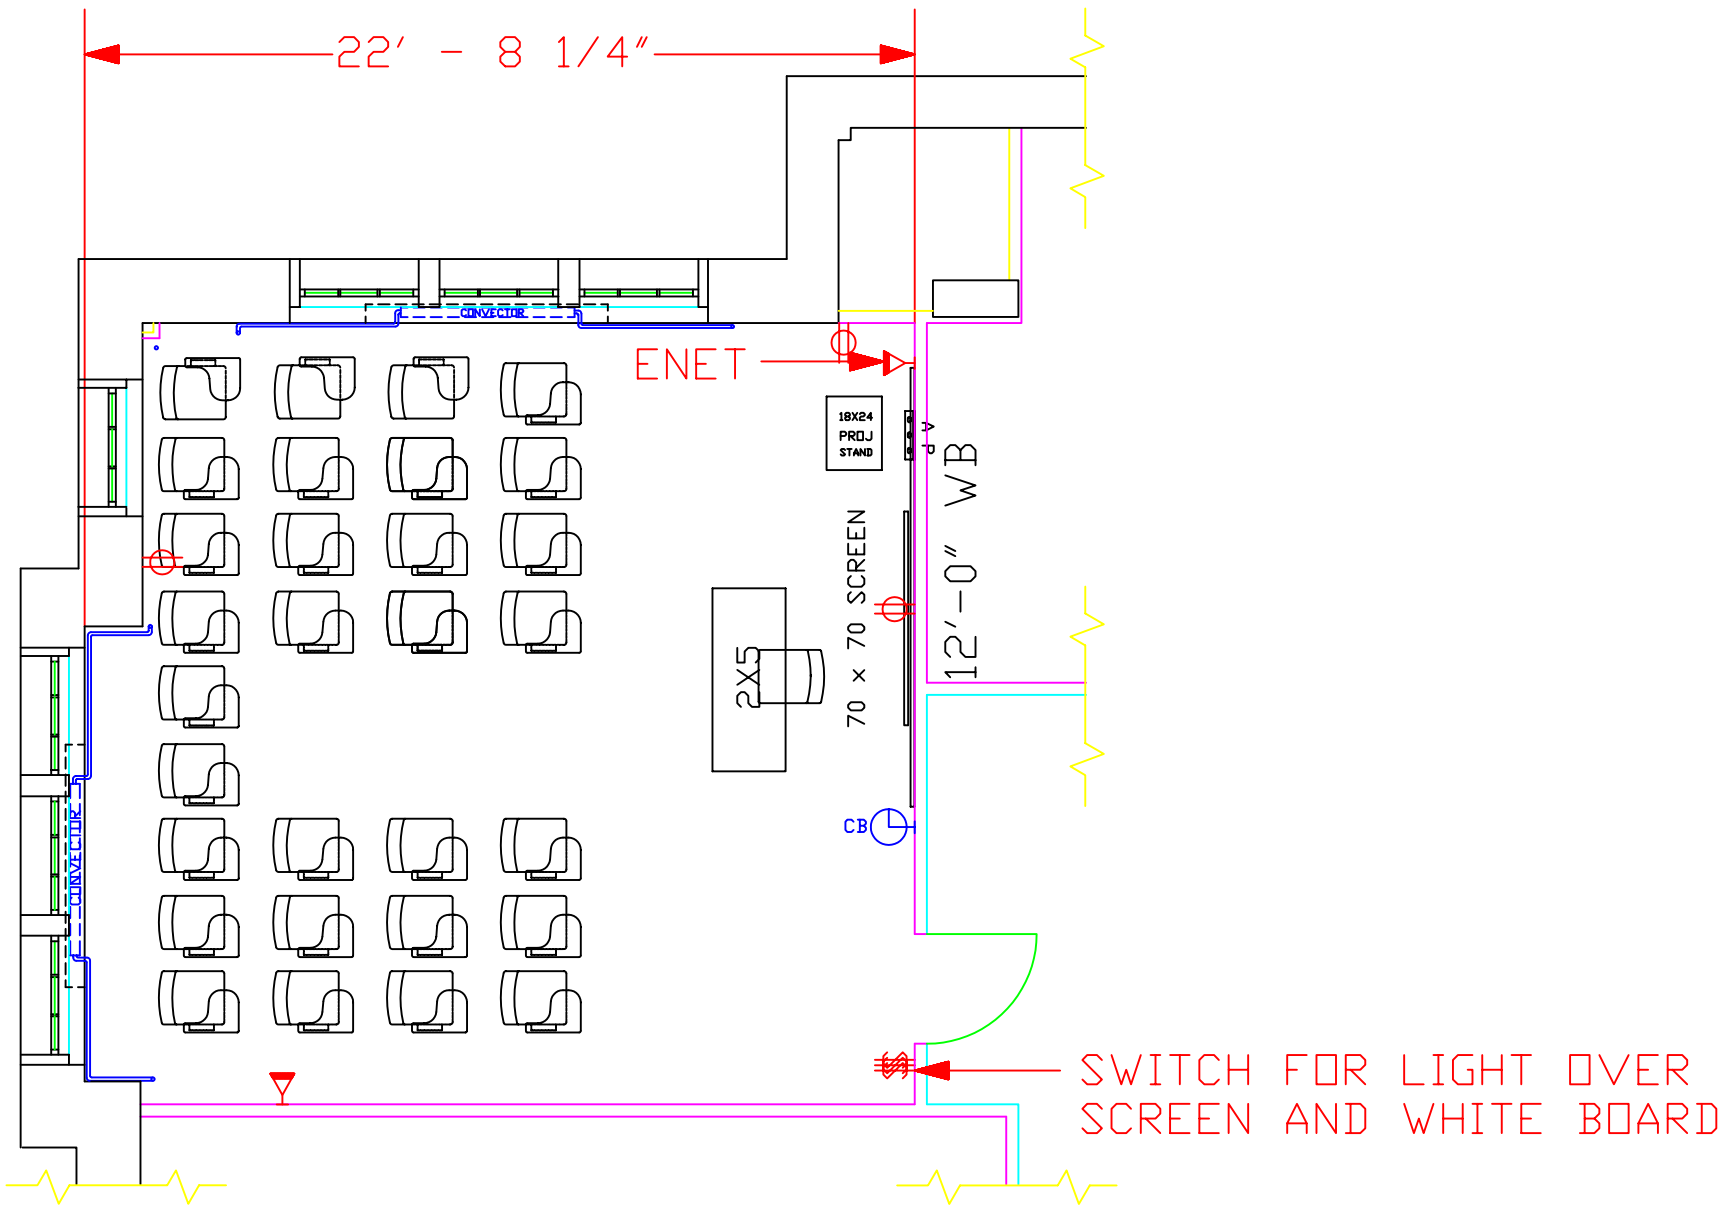 22' - 8 1/4"
CONVECTOR
ENET
18X24
PROJ
STAND
12'-0" WB
70 x 70 SCREEN
2X5
CONVECTOR
CB
SWITCH FOR LIGHT OVER
SCREEN AND WHITE BOARD